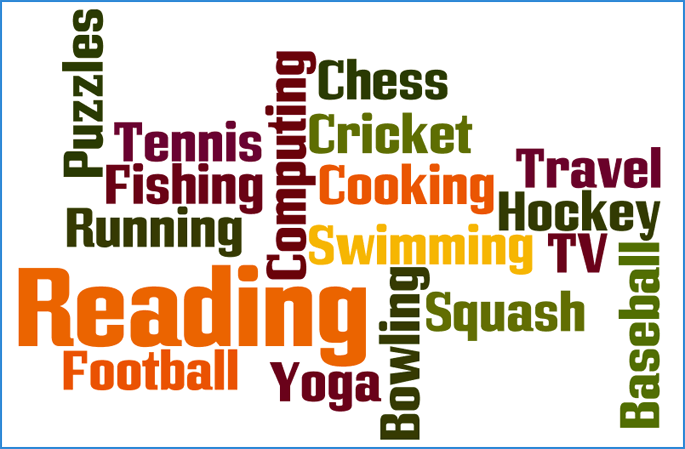 Puzzles
Computing
Chess
Tennis
Cricket
Fishing
Cooking
Travel
Running
Hockey
Swimming
TV
Reading
Bowling
Squash
Baseball
Football
Yoga